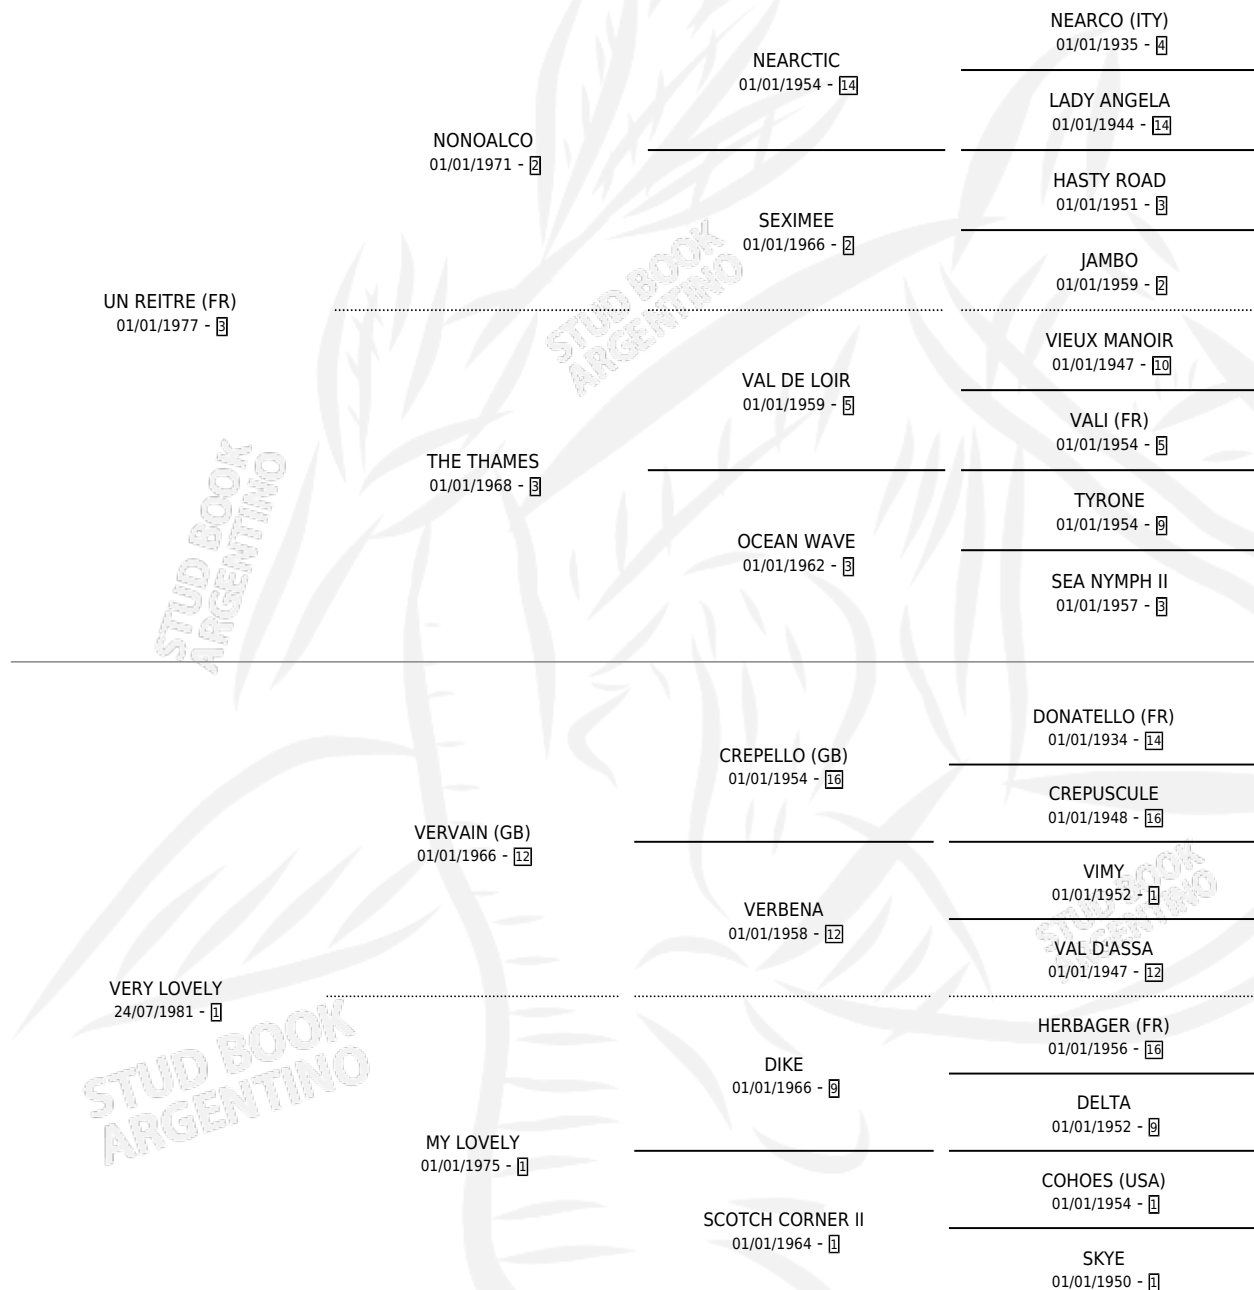 NEARCO (ITY)
01/01/1935 - 4
NEARCTIC
01/01/1954 - 14
LADY ANGELA
01/01/1944 - 14
NONOALCO
01/01/1971 - 2
HASTY ROAD
01/01/1951 - 3
SEXIMEE
01/01/1966 - 2
JAMBO
01/01/1959 - 2
UN REITRE (FR)
01/01/1977 - 3
STUD BOOK
ARGENTINO
VIEUX MANOIR
01/01/1947 - 10
VAL DE LOIR
01/01/1959 - 5
VALI (FR)
01/01/1954 - 5
THE THAMES
01/01/1968 - 3
TYRONE
01/01/1954 - 9
OCEAN WAVE
01/01/1962 - 3
SEA NYMPH II
01/01/1957 - 3
STUD BOOK
ARGENTINO
DONATELLO (FR)
01/01/1934 - 14
CREPELLO (GB)
01/01/1954 - 16
CREPUSCULE
01/01/1948 - 16
VERVAIN (GB)
01/01/1966 - 12
VIMY
01/01/1952 - 1
VERBENA
01/01/1958 - 12
STUD BOOK
ARGENTINO
VAL D'ASSA
01/01/1947 - 12
VERY LOVELY
24/07/1981 - 1
STUD BOOK
ARGENTINO
HERBAGER (FR)
01/01/1956 - 16
DIKE
01/01/1966 - 9
DELTA
01/01/1952 - 9
MY LOVELY
01/01/1975 - 1
COHOES (USA)
01/01/1954 - 1
SCOTCH CORNER II
01/01/1964 - 1
SKYE
01/01/1950 - 1